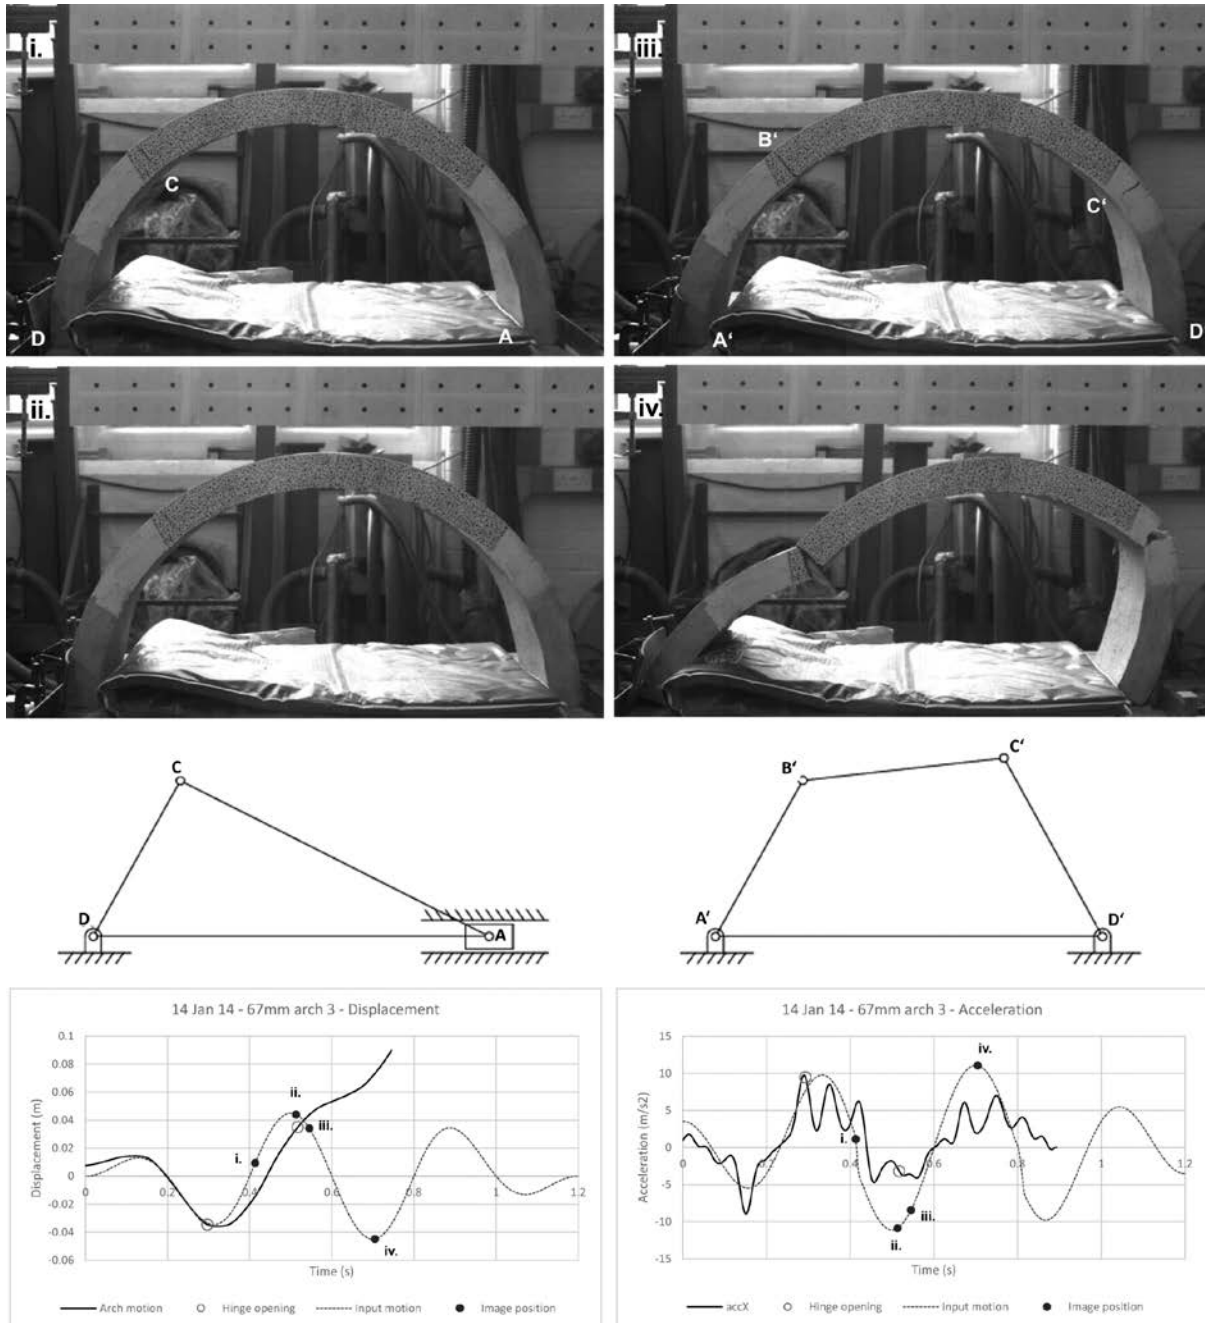 i.
C
D
A
iii.
B'
C'
A'
D
ii.
iv.
C
D
A
B'
C'
A'
D'
14 Jan 14 - 67mm arch 3 - Displacement
Displacement (m)
0.1
0.08
0.06
0.04
0.02
0
-0.02
-0.04
-0.06
0 0.2 0.4 0.6 0.8 1 1.2
i.
ii.
iii.
iv.
Time (s)
Arch motion Hinge opening Input motion Image position
14 Jan 14 - 67mm arch 3 - Acceleration
Acceleration (m/s2)
15
10
5
0
-5
-10
-15
0 0.2 0.4 0.6 0.8 1 1.2
i.
ii.
iii.
iv.
Time (s)
accX Hinge opening Input motion Image position